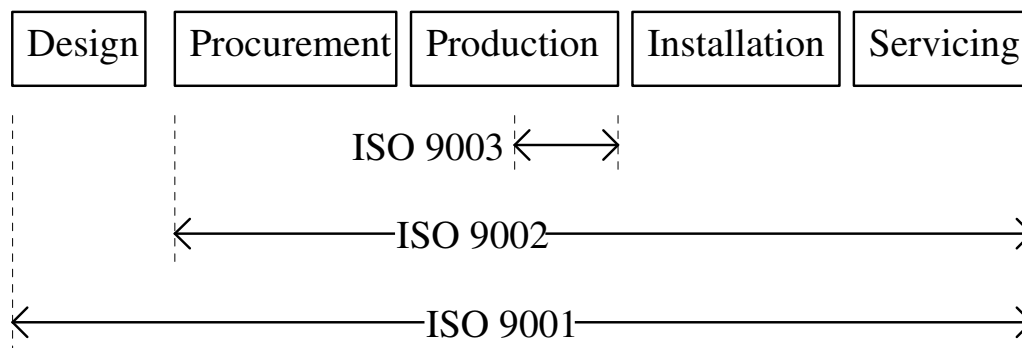 Design Procurement Production Installation Servicing
ISO 9003
ISO 9002
ISO 9001